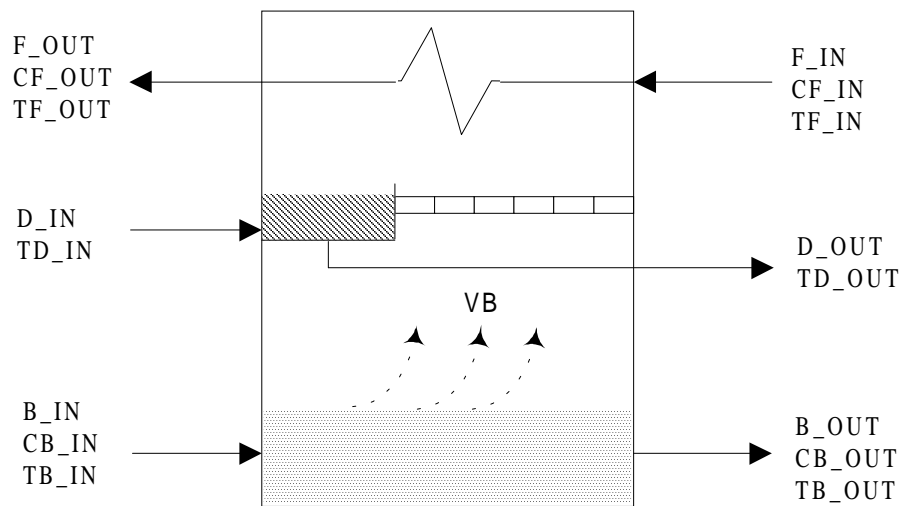 F_OUT
CF_OUT
TF_OUT
F_IN
CF_IN
TF_IN
D_IN
TD_IN
D_OUT
TD_OUT
VB
B_IN
CB_IN
TB_IN
B_OUT
CB_OUT
TB_OUT